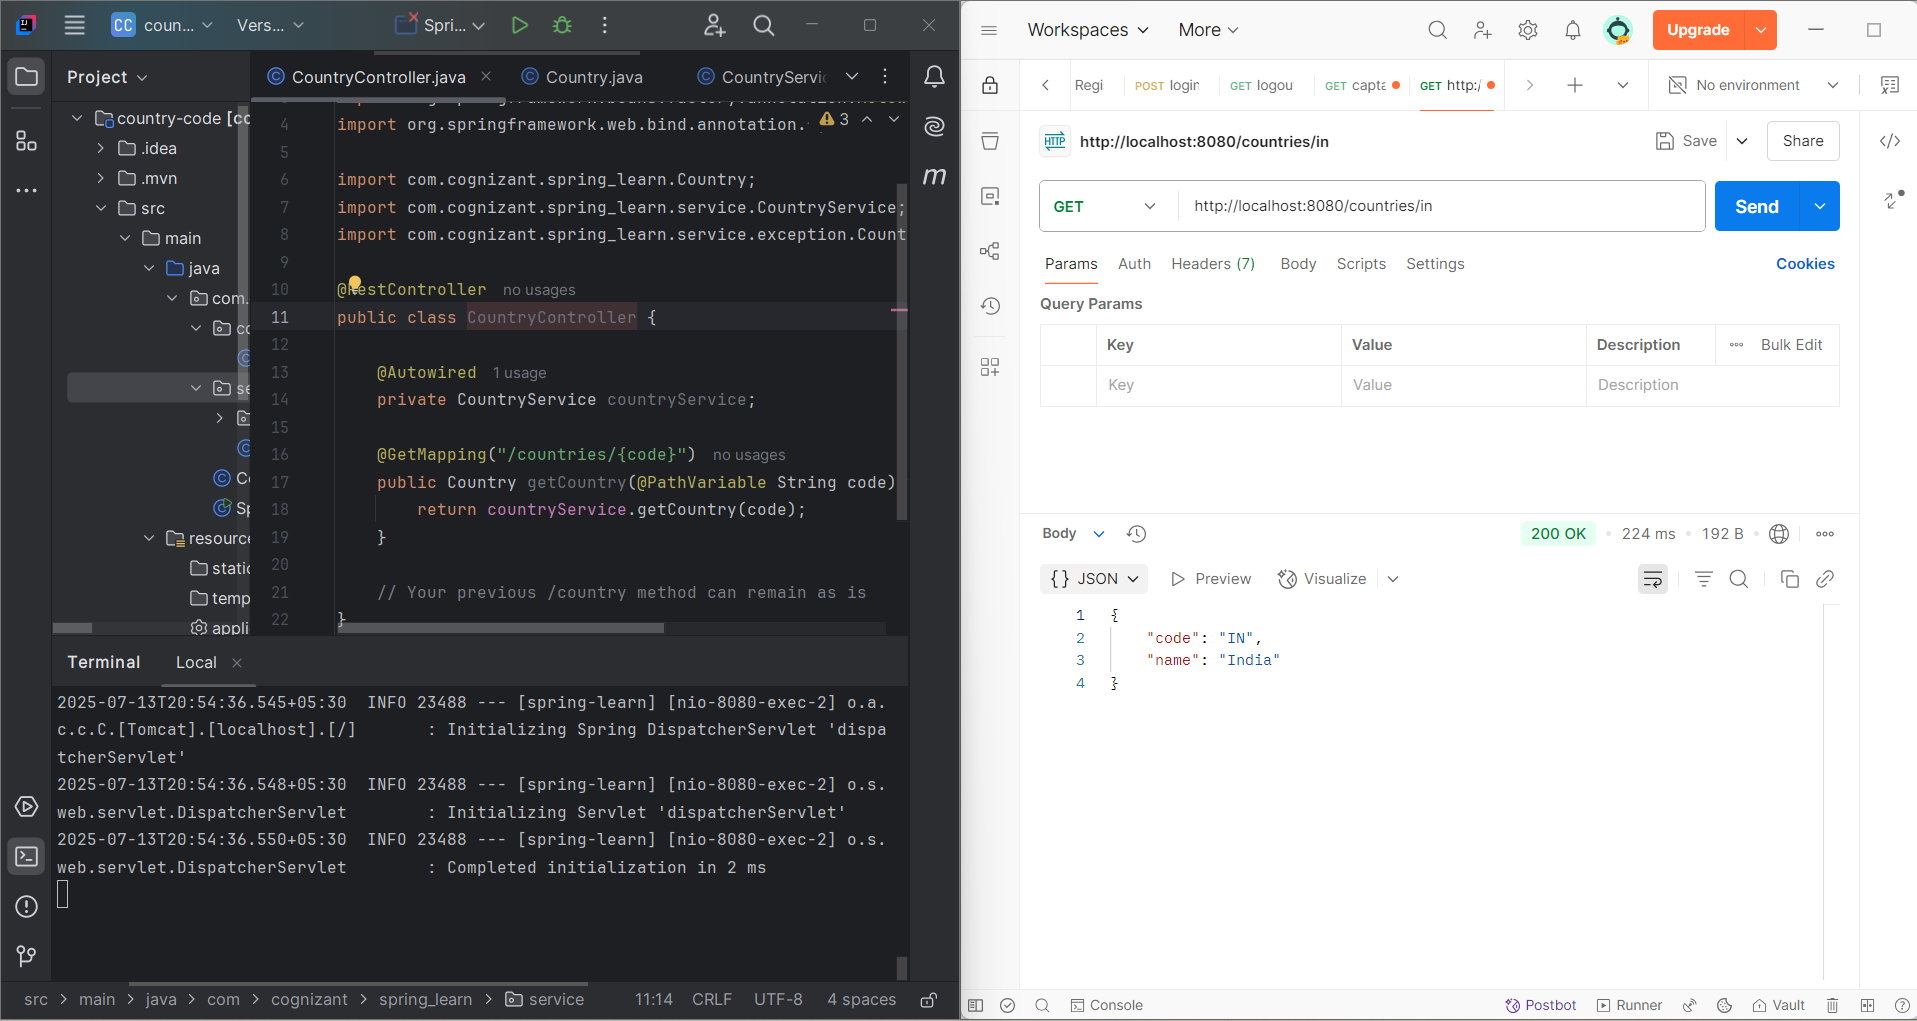 CC coun... Vers... Spri...
Project
CountryController.java Country.java CountryServic
country-code [co
.idea
.mvn
src
main
java
com.
resource
static
temp
appli
4 import org.springframework.web.bind.annotation. 3
5
6 import com.cognizant.spring_learn.Country;
7 import com.cognizant.spring_learn.service.CountryService;
8 import com.cognizant.spring_learn.service.exception.Count
9
10 @RestController no usages
11 public class CountryController {
12
13 @Autowired 1 usage
14 private CountryService countryService;
15
16 @GetMapping("/countries/{code}") no usages
17 public Country getCountry(@PathVariable String code)
18 return countryService.getCountry(code);
19 }
20
21 // Your previous /country method can remain as is
22 }
m
Terminal Local
2025-07-13T20:54:36.545+05:30 INFO 23488 --- [spring-learn] [nio-8080-exec-2] o.a.
c.c.C.[Tomcat].[localhost].[/] : Initializing Spring DispatcherServlet 'dispa
tcherServlet'
2025-07-13T20:54:36.548+05:30 INFO 23488 --- [spring-learn] [nio-8080-exec-2] o.s.
web.servlet.DispatcherServlet : Initializing Servlet 'dispatcherServlet'
2025-07-13T20:54:36.550+05:30 INFO 23488 --- [spring-learn] [nio-8080-exec-2] o.s.
web.servlet.DispatcherServlet : Completed initialization in 2 ms
src > main > java > com > cognizant > spring_learn > service 11:14 CRLF UTF-8 4 spaces
Workspaces More Upgrade
Regi POST login GET logou GET capta GET http:/ No environment
HTTP http://localhost:8080/countries/in Save Share
GET http://localhost:8080/countries/in Send
Params Auth Headers (7) Body Scripts Settings Cookies
Query Params
Key Value Description Bulk Edit
Key Value Description
Body 200 OK 224 ms 192 B
{} JSON Preview Visualize
1 {
2 "code": "IN",
3 "name": "India"
4 }
Console Postbot Runner Vault